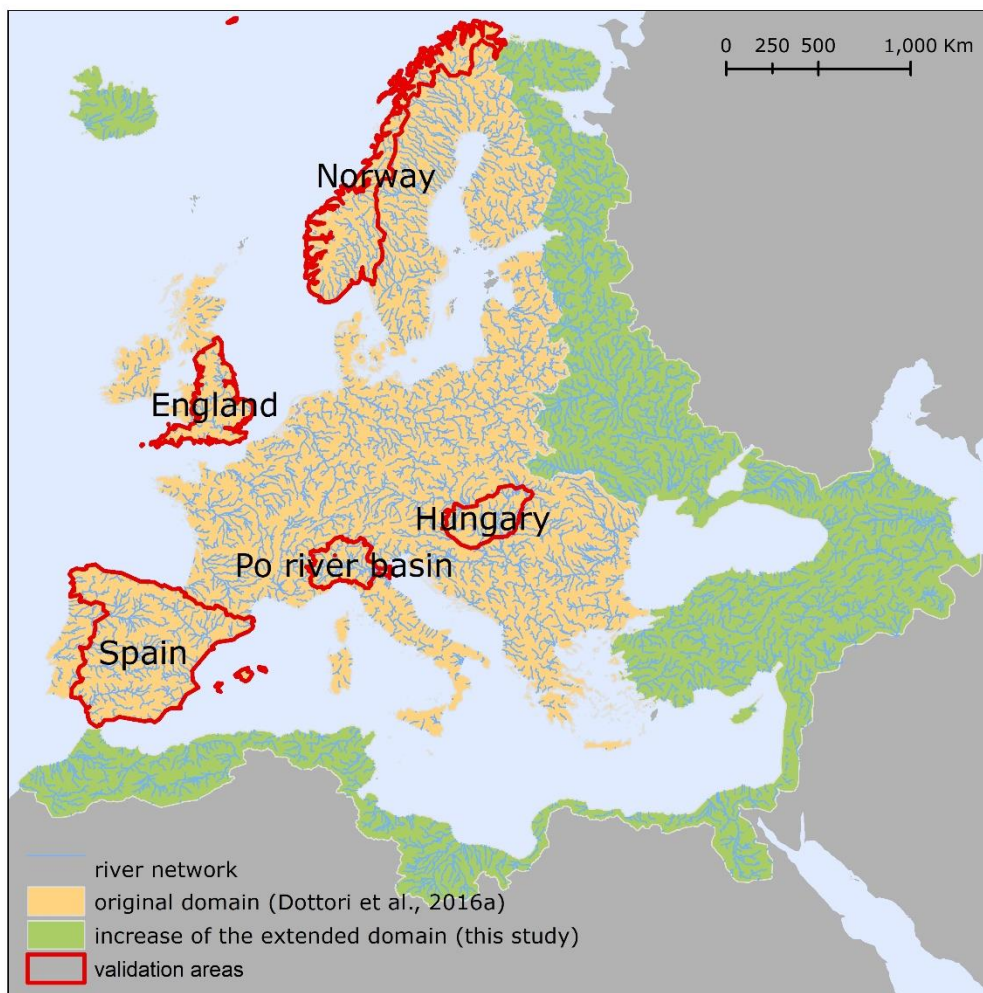 0 250 500 1,000 Km
Norway
England
Hungary
Po river basin
Spain
river network
original domain (Dottori et al., 2016a)
increase of the extended domain (this study)
validation areas